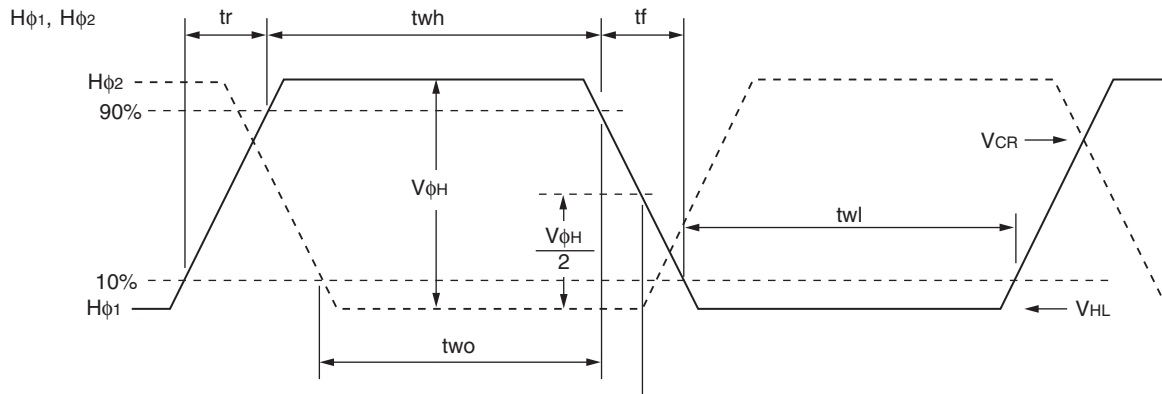 Hϕ1, Hϕ2
tr
twh
tf
Hϕ2
90%
VCR
VϕH
twl
VϕH
2
10%
Hϕ1
VHL
two